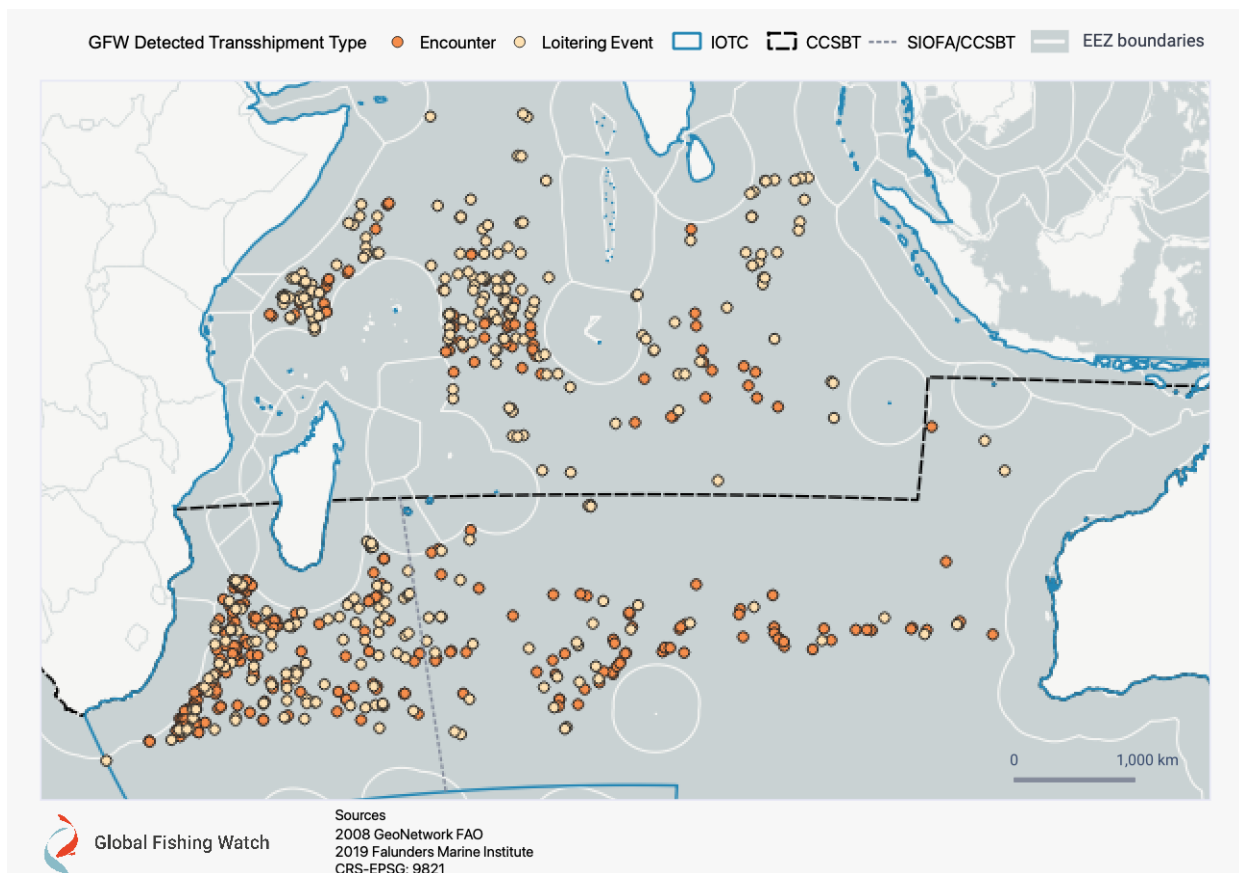 GFW Detected Transshipment Type Encounter Loitering Event IOTC CCSBT SIOFA/CCSBT EEZ boundaries
0 1,000 km
Global Fishing Watch
Sources
2008 GeoNetwork FAO
2019 Falunders Marine Institute
CRS-EPSG: 9821